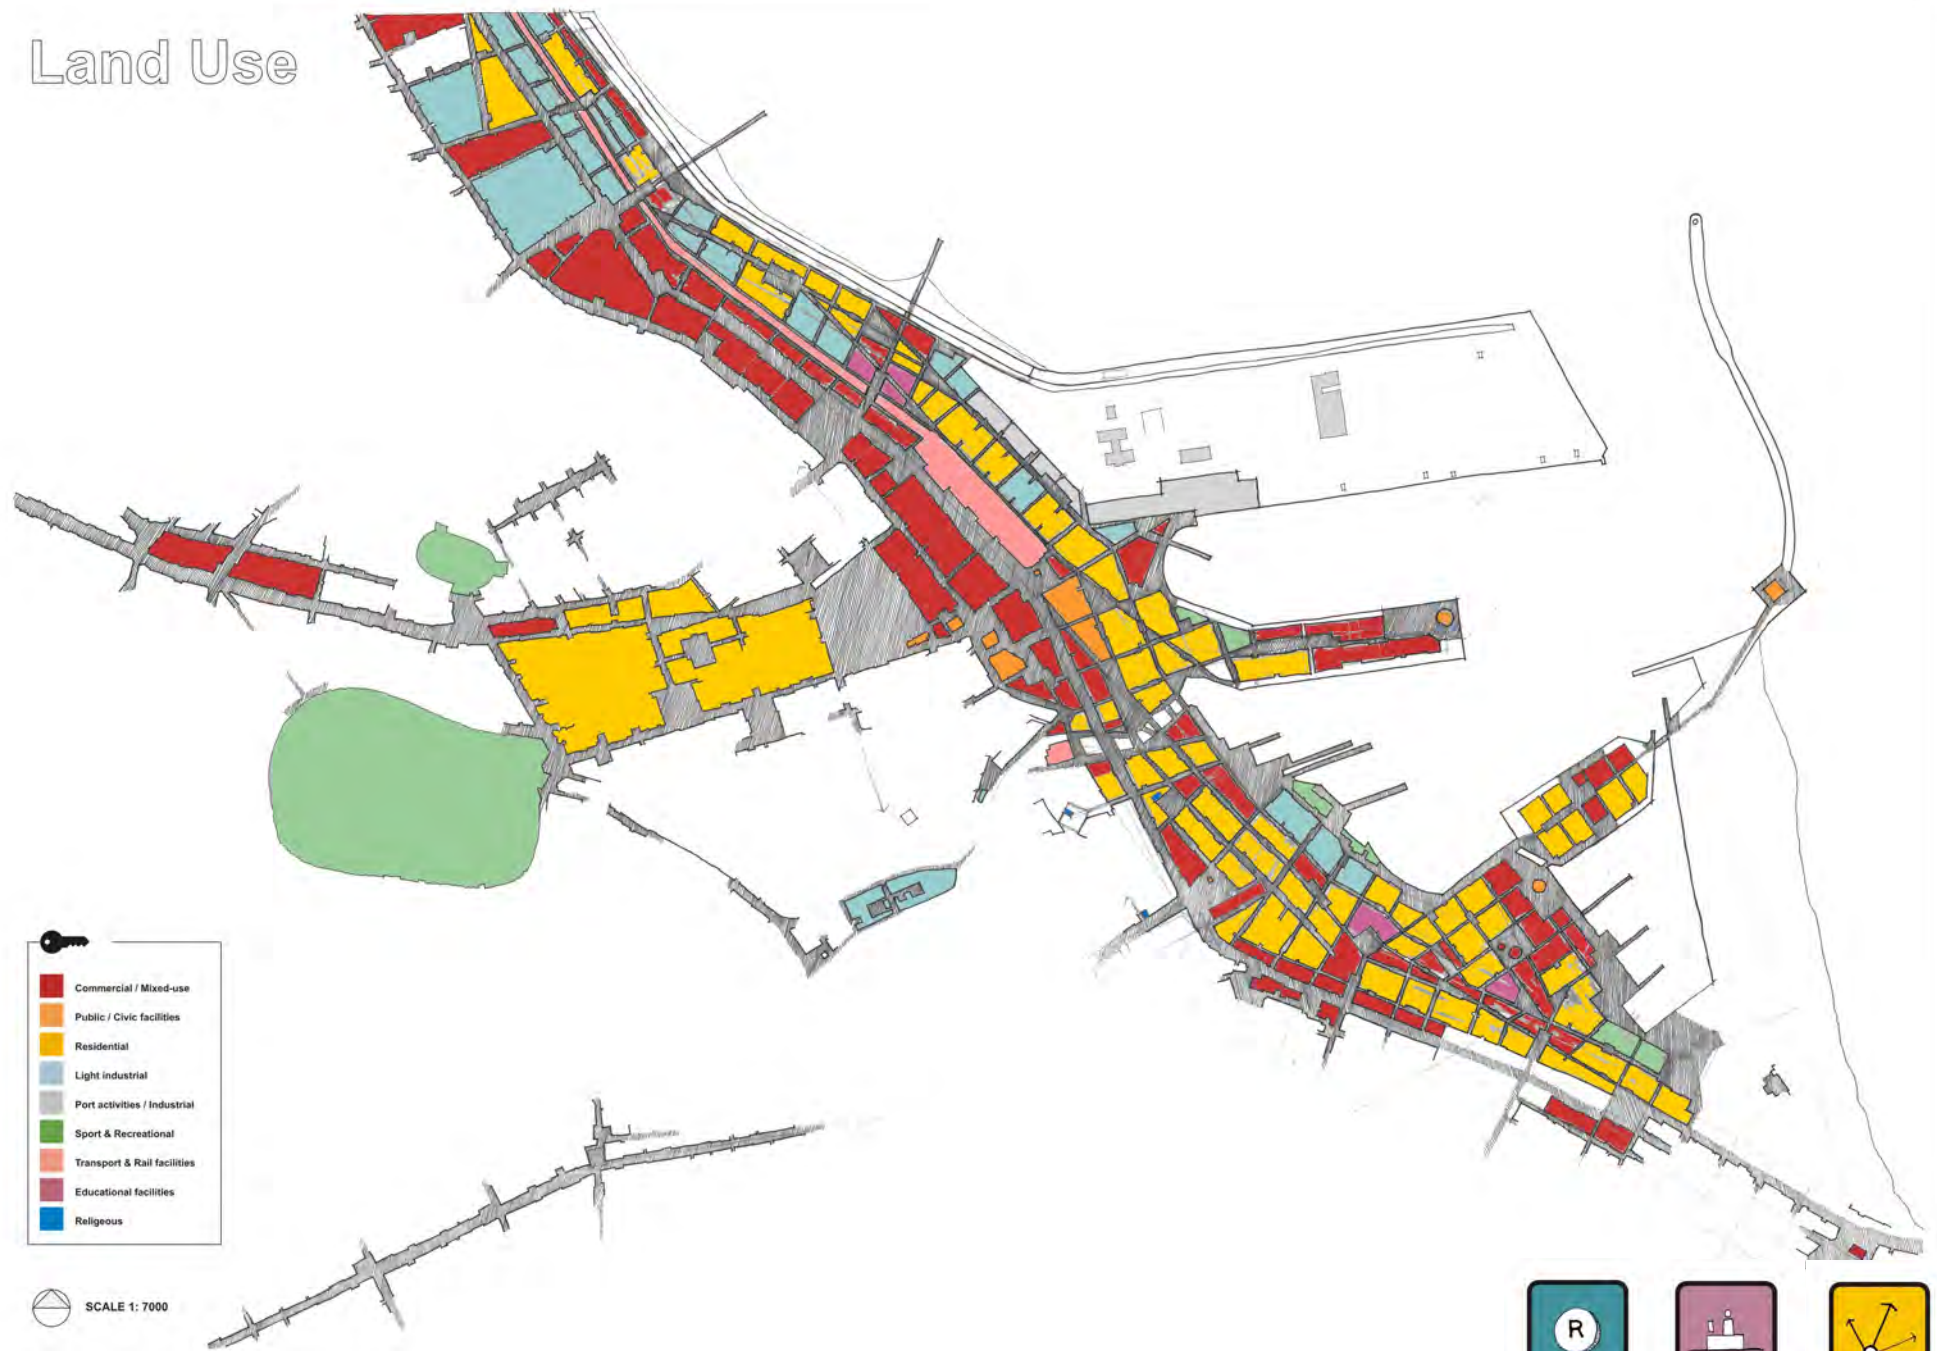 Land Use
Commercial / Mixed-use
Public / Civic facilities
Residential
Light industrial
Port activities / Industrial
Sport & Recreational
Transport & Rail facilities
Educational facilities
Religeous
SCALE 1: 7000
R